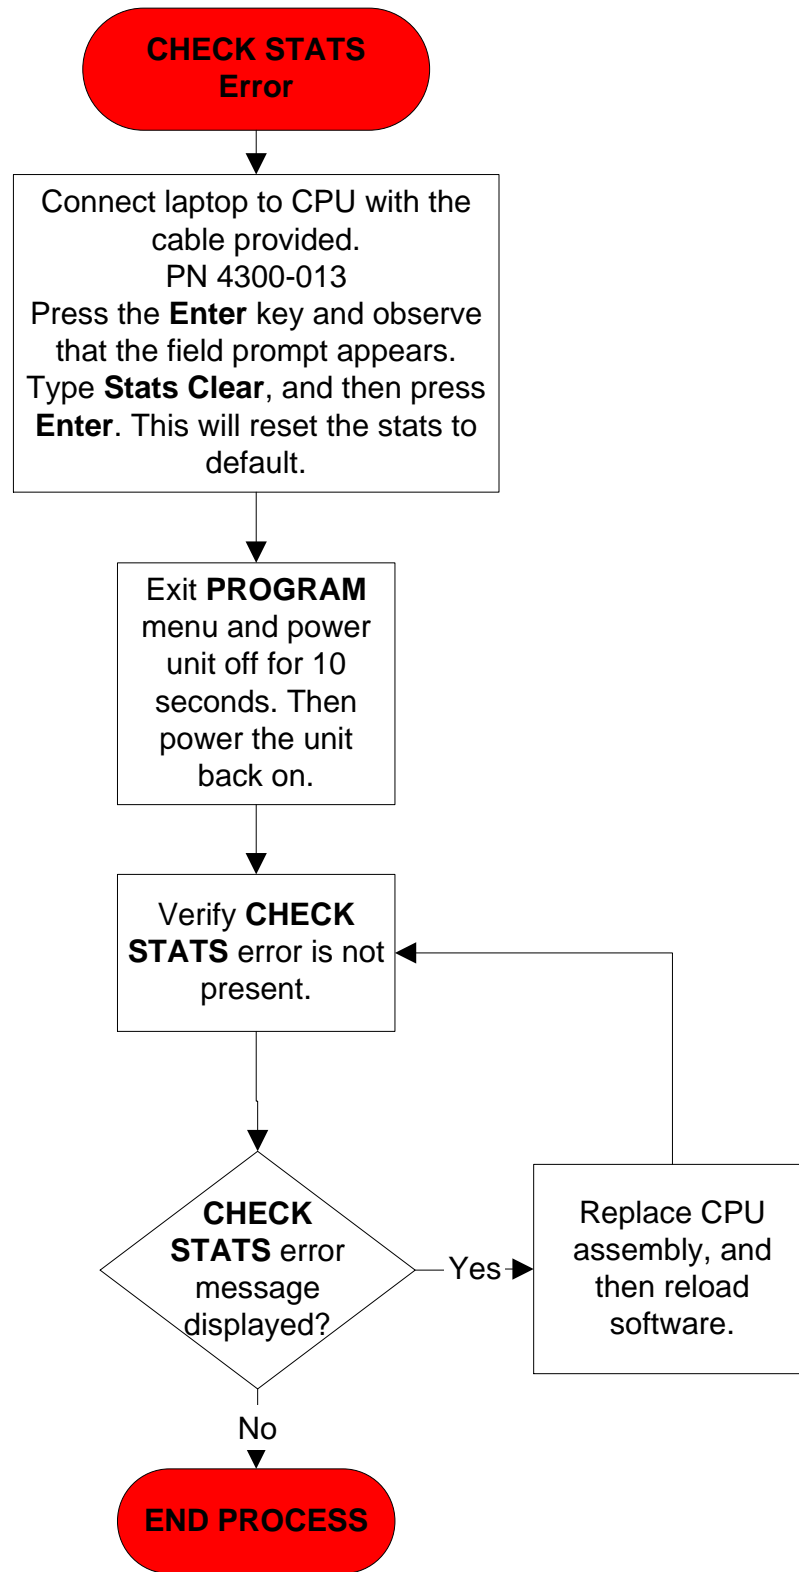 CHECK STATS
Error
Connect laptop to CPU with the
cable provided.
PN 4300-013
Press the Enter key and observe
that the field prompt appears.
Type Stats Clear, and then press
Enter. This will reset the stats to
default.
Exit PROGRAM
menu and power
unit off for 10
seconds. Then
power the unit
back on.
Verify CHECK
STATS error is not
present.
CHECK
STATS error
message
displayed?
Yes
Replace CPU
assembly, and
then reload
software.
No
END PROCESS